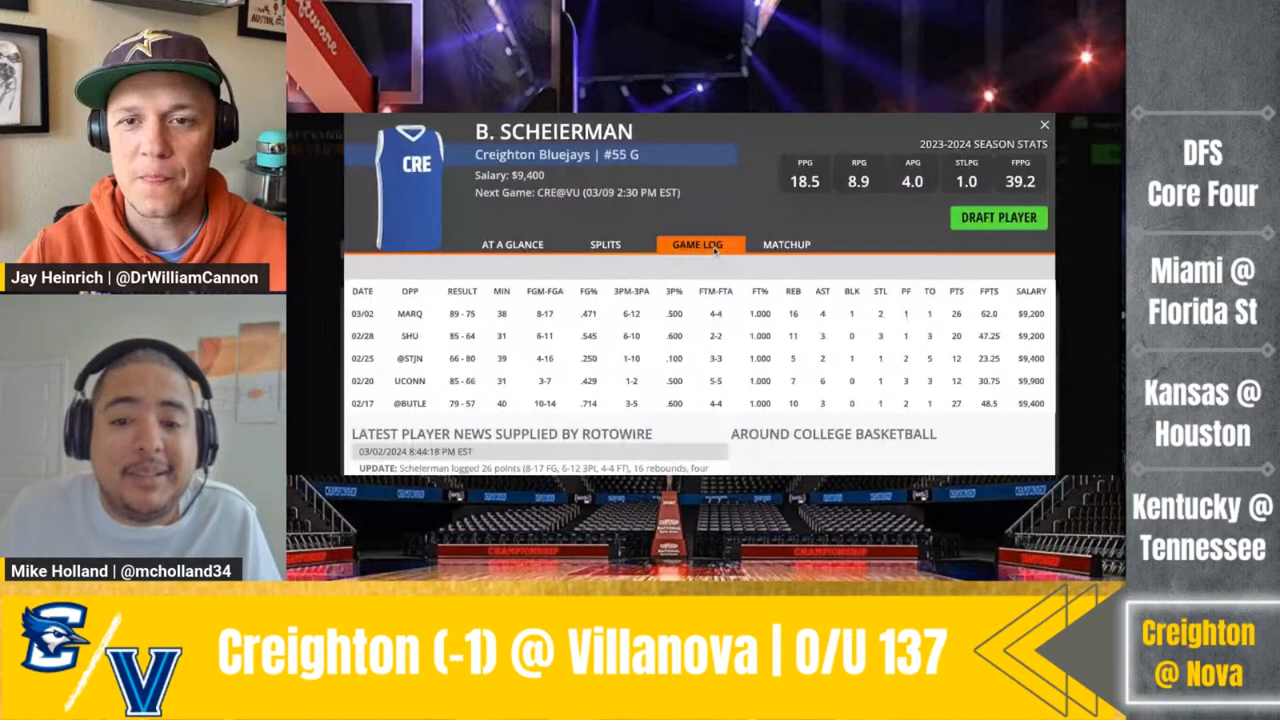 AUSTIN,
ftware
Jay Heinrich | @DrWilliamCannon
Mike Holland | @mcholland34
CRE
B. SCHEIERMAN
Creighton Bluejays | #55 G
Salary: $9,400
Next Game: CRE@VU (03/09 2:30 PM EST)
2023-2024 SEASON STATS
PPG RPG APG STLPG FPPG
18.5 8.9 4.0 1.0 39.2
DRAFT PLAYER
AT A GLANCE SPLITS GAME LOG MATCHUP
DATE OPP RESULT MIN FGM-FGA FG% 3PM-3PA 3P% FTM-FTA FT% REB AST BLK STL PF TO PTS FPTS SALARY
03/02 MARQ 89 - 75 38 8-17 .471 6-12 .500 4-4 1.000 16 4 1 2 1 1 26 62.0 $9,200
02/28 SHU 85 - 64 31 6-11 .545 6-10 .600 2-2 1.000 11 3 0 3 1 3 20 47.25 $9,200
02/25 @STJN 66 - 80 39 4-16 .250 1-10 .100 3-3 1.000 5 2 1 1 2 5 12 23.25 $9,400
02/20 UCONN 85 - 66 31 3-7 .429 1-2 .500 5-5 1.000 7 6 0 1 3 3 12 30.75 $9,900
02/17 @BUTLE 79 - 57 40 10-14 .714 3-5 .600 4-4 1.000 10 3 0 1 2 1 27 48.5 $9,400
LATEST PLAYER NEWS SUPPLIED BY ROTOWIRE
AROUND COLLEGE BASKETBALL
03/02/2024 8:44:18 PM EST
UPDATE: Scheierman logged 26 points (8-17 FG, 6-12 3Pt, 4-4 FT), 16 rebounds, four
CHAMPIONSHIP
CHAMPIONSHIP
DFS
Core Four
Miami @
Florida St
Kansas @
Houston
Kentucky @
Tennessee
Creighton
@ Nova
V
Creighton (-1) @ Villanova | O/U 137